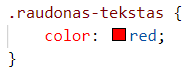 .raudonas-tekstas {
    color: red;
}